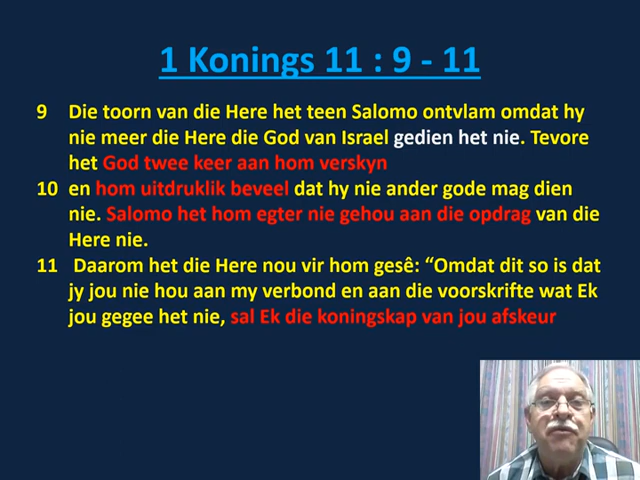 1 Konings 11 : 9 - 11
9 Die toorn van die Here het teen Salomo ontvlam omdat hy
nie meer die Here die God van Israel gedien het nie. Tevore
het God twee keer aan hom verskyn
10 en hom uitdruklik beveel dat hy nie ander gode mag dien
nie. Salomo het hom egter nie gehou aan die opdrag van die
Here nie.
11 Daarom het die Here nou vir hom gesê: “Omdat dit so is dat
jy jou nie hou aan my verbond en aan die voorskrifte wat Ek
jou gegee het nie, sal Ek die koningskap van jou afskeur